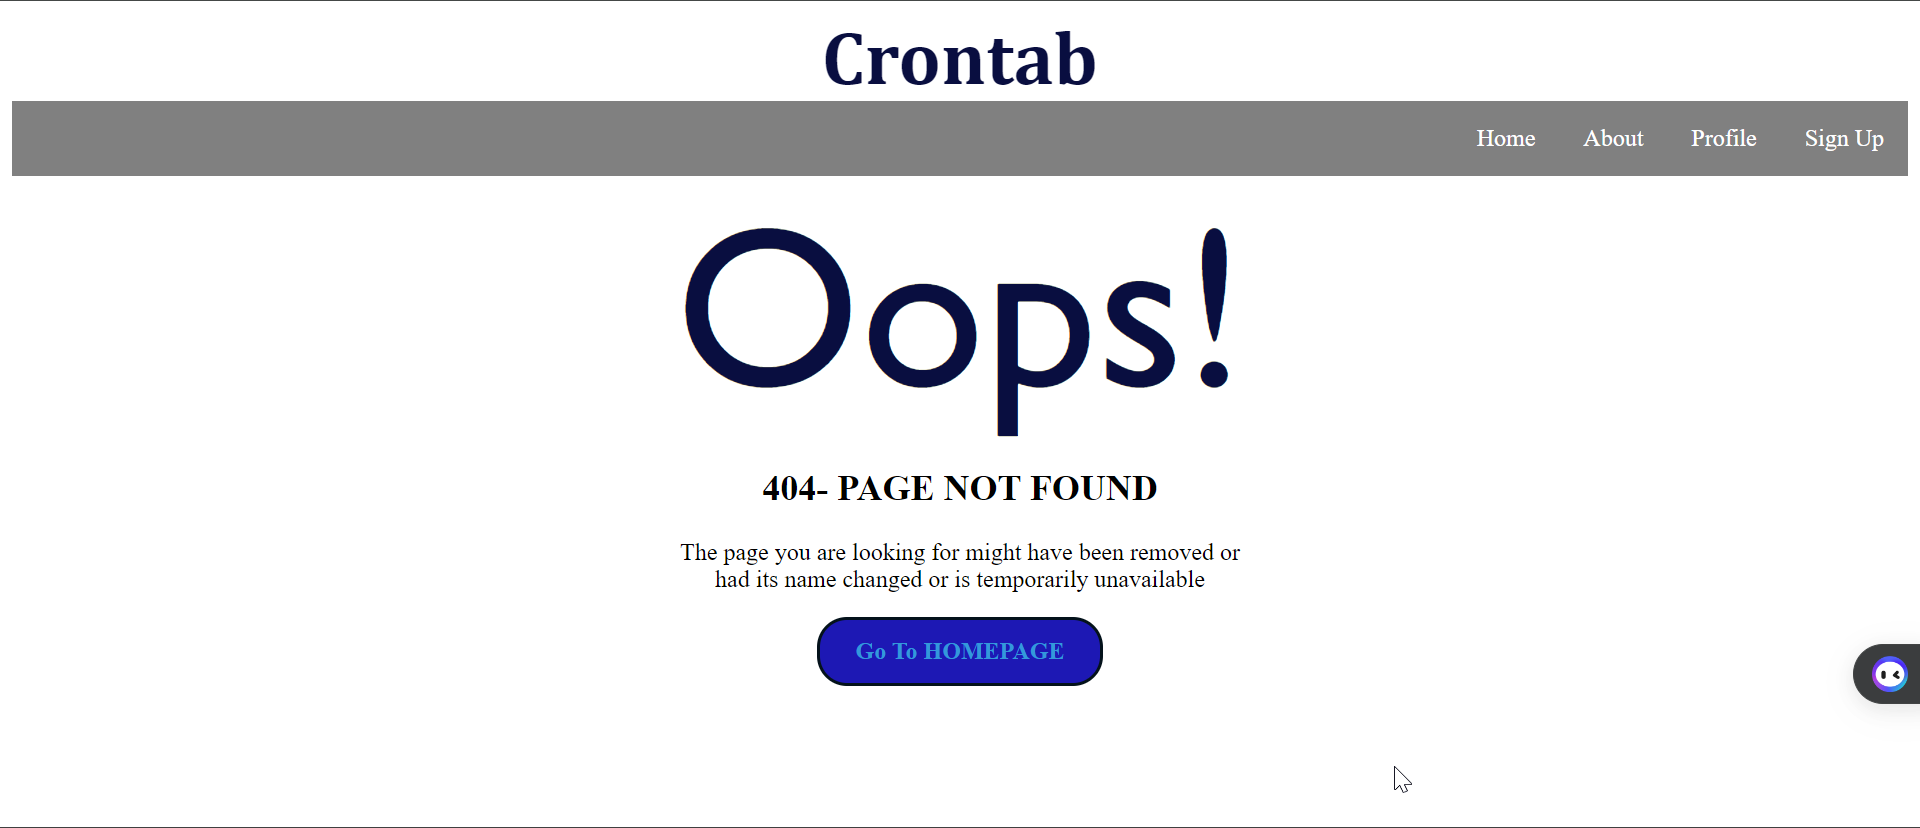 Crontab
Home About Profile Sign Up
Oops!
404- PAGE NOT FOUND
The page you are looking for might have been removed or
had its name changed or is temporarily unavailable
Go To HOMEPAGE